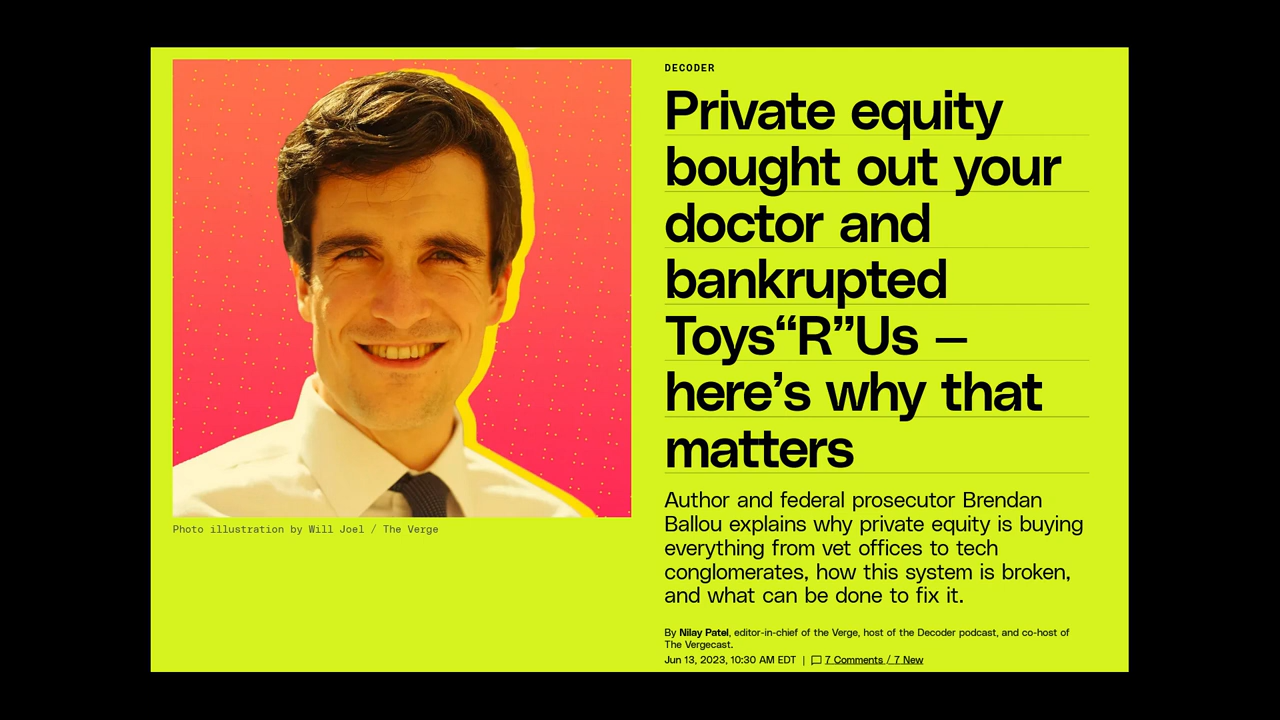 DECODER
Private equity
bought out your
doctor and
bankrupted
Toys“R”Us —
here’s why that
matters
Author and federal prosecutor Brendan
Ballou explains why private equity is buying
everything from vet offices to tech
conglomerates, how this system is broken,
and what can be done to fix it.
Photo illustration by Will Joel / The Verge
By Nilay Patel, editor-in-chief of the Verge, host of the Decoder podcast, and co-host of
The Vergecast.
Jun 13, 2023, 10:30 AM EDT | 7 Comments / 7 New